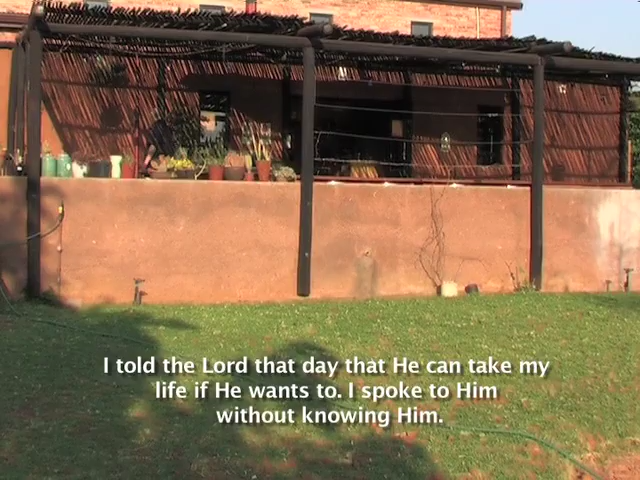 I told the Lord that day that He can take my
life if He wants to. I spoke to Him
without knowing Him.